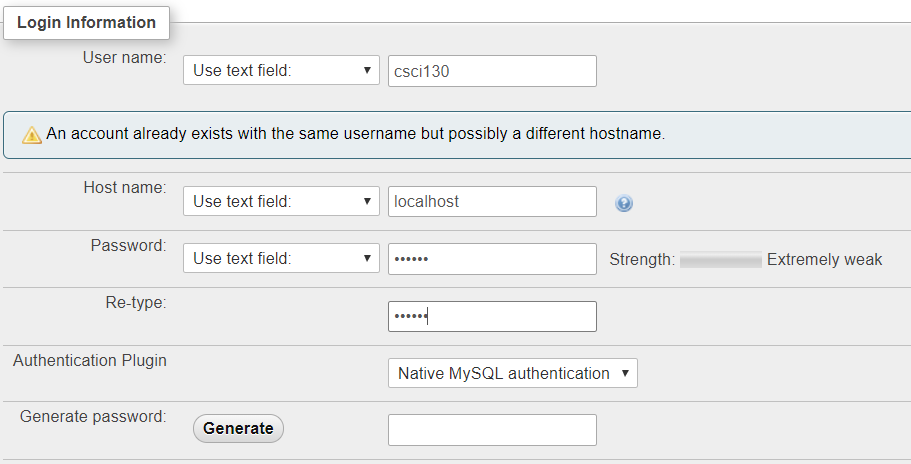 Login Information
User name: Use text field: csci130
An account already exists with the same username but possibly a different hostname.
Host name: Use text field: localhost
Password: Use text field: •••••• Strength: Extremely weak
Re-type: ••••••
Authentication Plugin Native MySQL authentication
Generate password: Generate